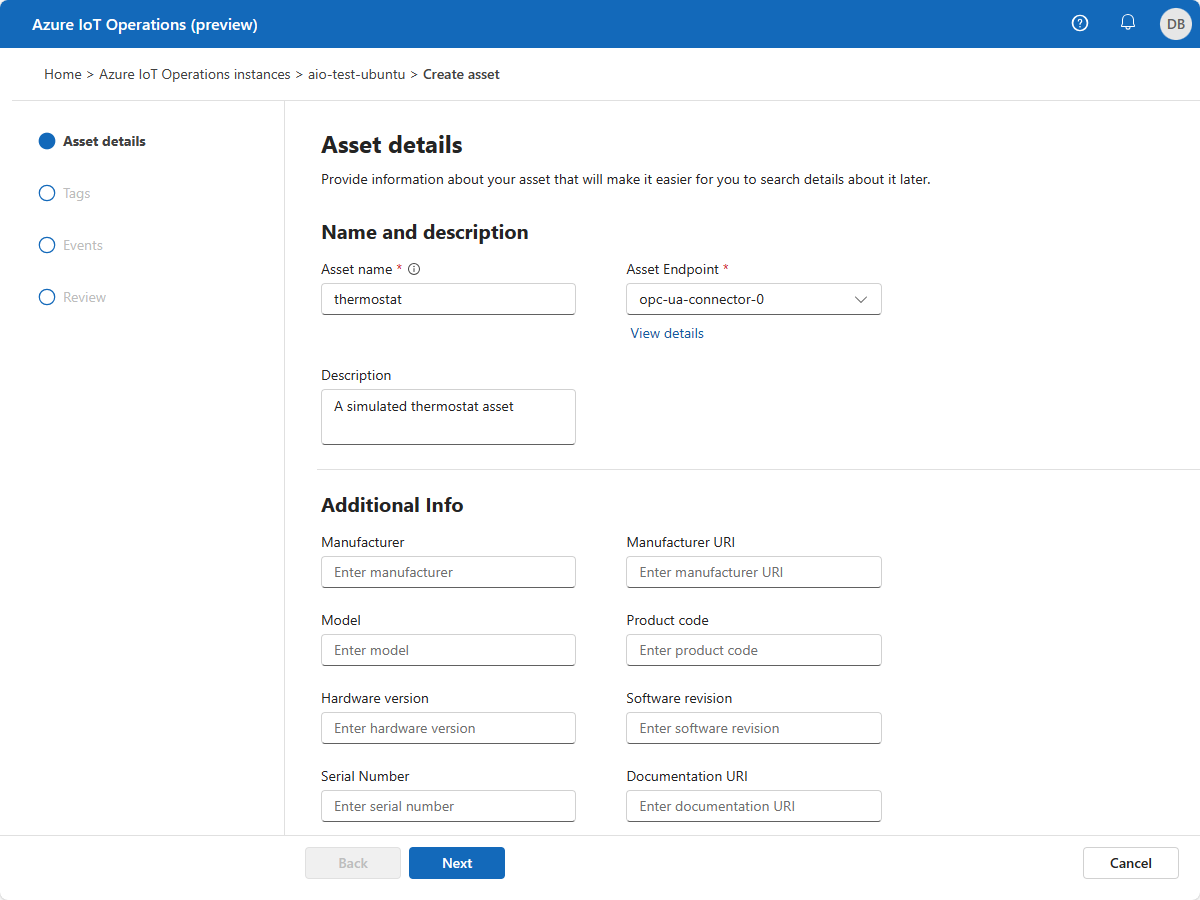 Azure IoT Operations (preview)
DB
Home > Azure IoT Operations instances > aio-test-ubuntu > Create asset
Asset details
Tags
Events
Review
Asset details
Provide information about your asset that will make it easier for you to search details about it later.
Name and description
Asset name *
Asset Endpoint *
thermostat
opc-ua-connector-0
View details
Description
A simulated thermostat asset
Additional Info
Manufacturer
Manufacturer URI
Enter manufacturer
Enter manufacturer URI
Model
Product code
Enter model
Enter product code
Hardware version
Software revision
Enter hardware version
Enter software revision
Serial Number
Documentation URI
Enter serial number
Enter documentation URI
Back
Next
Cancel